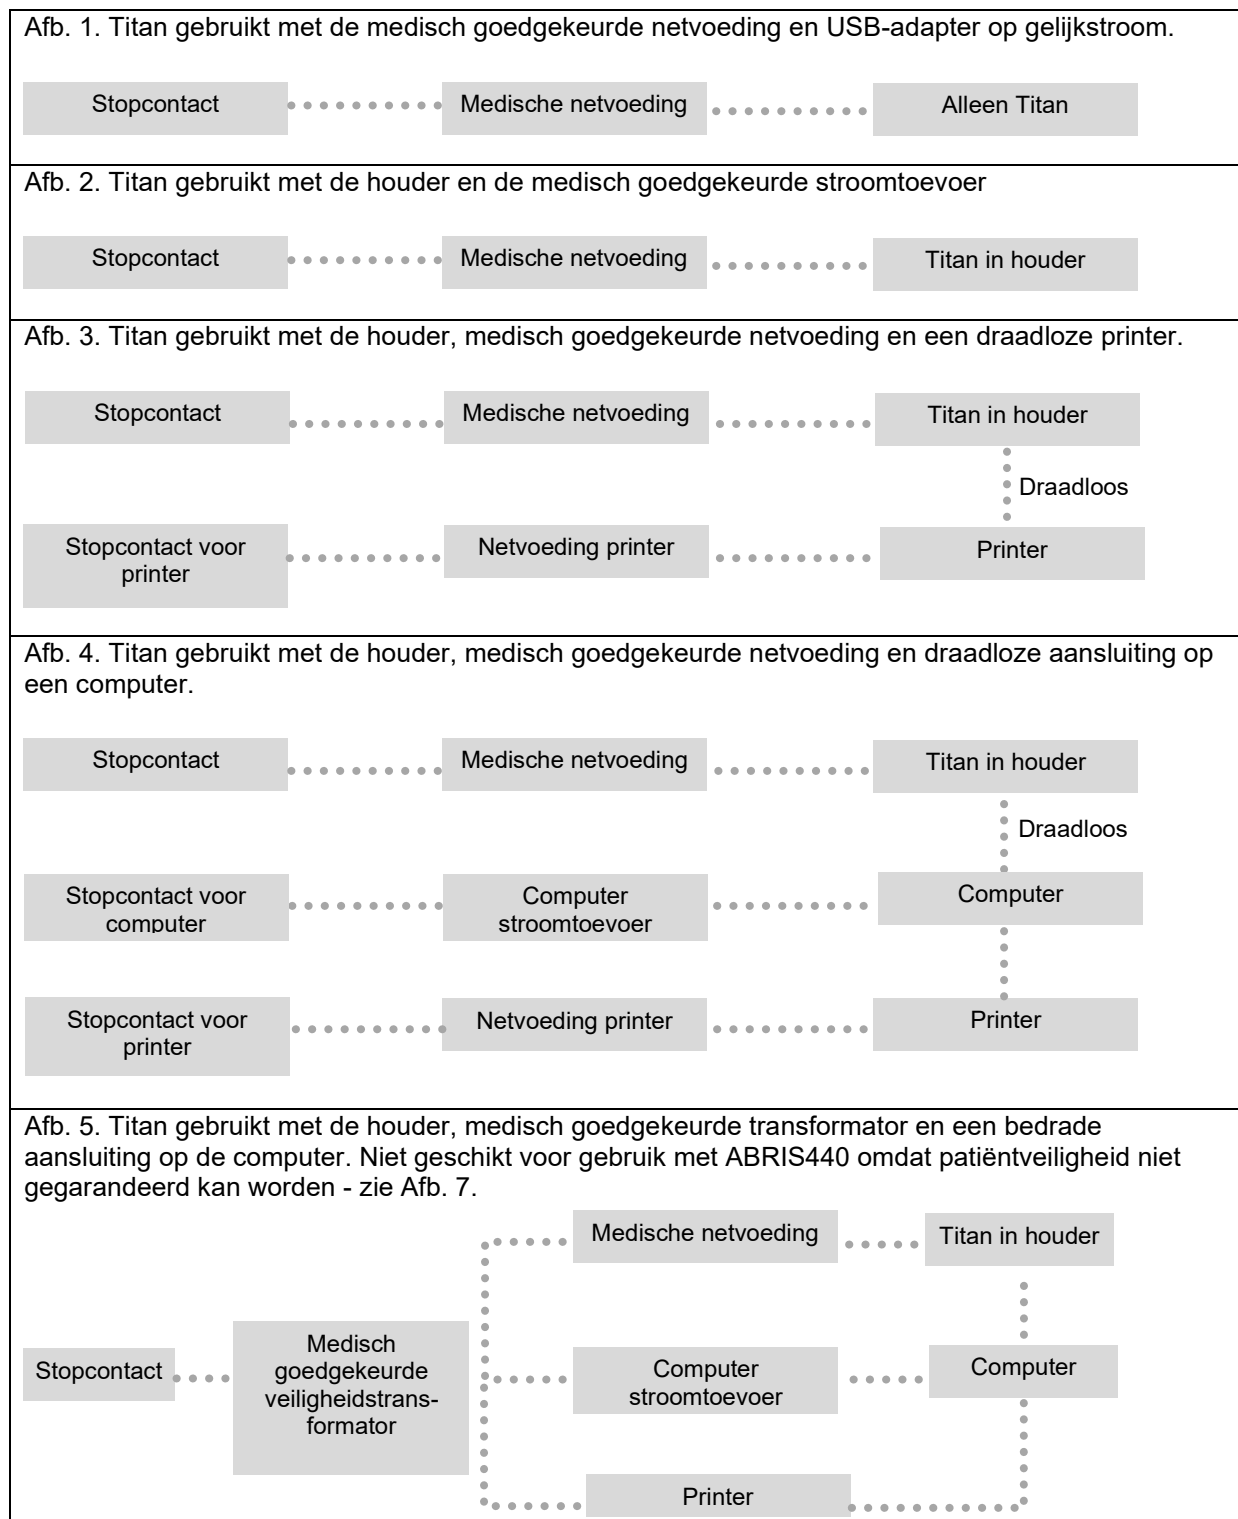 Afb. 1. Titan gebruikt met de medisch goedgekeurde netvoeding en USB-adapter op gelijkstroom.
Stopcontact
Medische netvoeding
Alleen Titan
Afb. 2. Titan gebruikt met de houder en de medisch goedgekeurde stroomtoevoer
Stopcontact
Medische netvoeding
Titan in houder
Afb. 3. Titan gebruikt met de houder, medisch goedgekeurde netvoeding en een draadloze printer.
Stopcontact
Medische netvoeding
Titan in houder
Draadloos
Stopcontact voor
printer
Netvoeding printer
Printer
Afb. 4. Titan gebruikt met de houder, medisch goedgekeurde netvoeding en draadloze aansluiting op
een computer.
Stopcontact
Medische netvoeding
Titan in houder
Draadloos
Stopcontact voor
computer
Computer
stroomtoevoer
Computer
Stopcontact voor
printer
Netvoeding printer
Printer
Afb. 5. Titan gebruikt met de houder, medisch goedgekeurde transformator en een bedrade
aansluiting op de computer. Niet geschikt voor gebruik met ABRIS440 omdat patiëntveiligheid niet
gegarandeerd kan worden - zie Afb. 7.
Stopcontact
Medisch
goedgekeurde
veiligheidstrans-
formator
Medische netvoeding
Titan in houder
Computer
stroomtoevoer
Computer
Printer